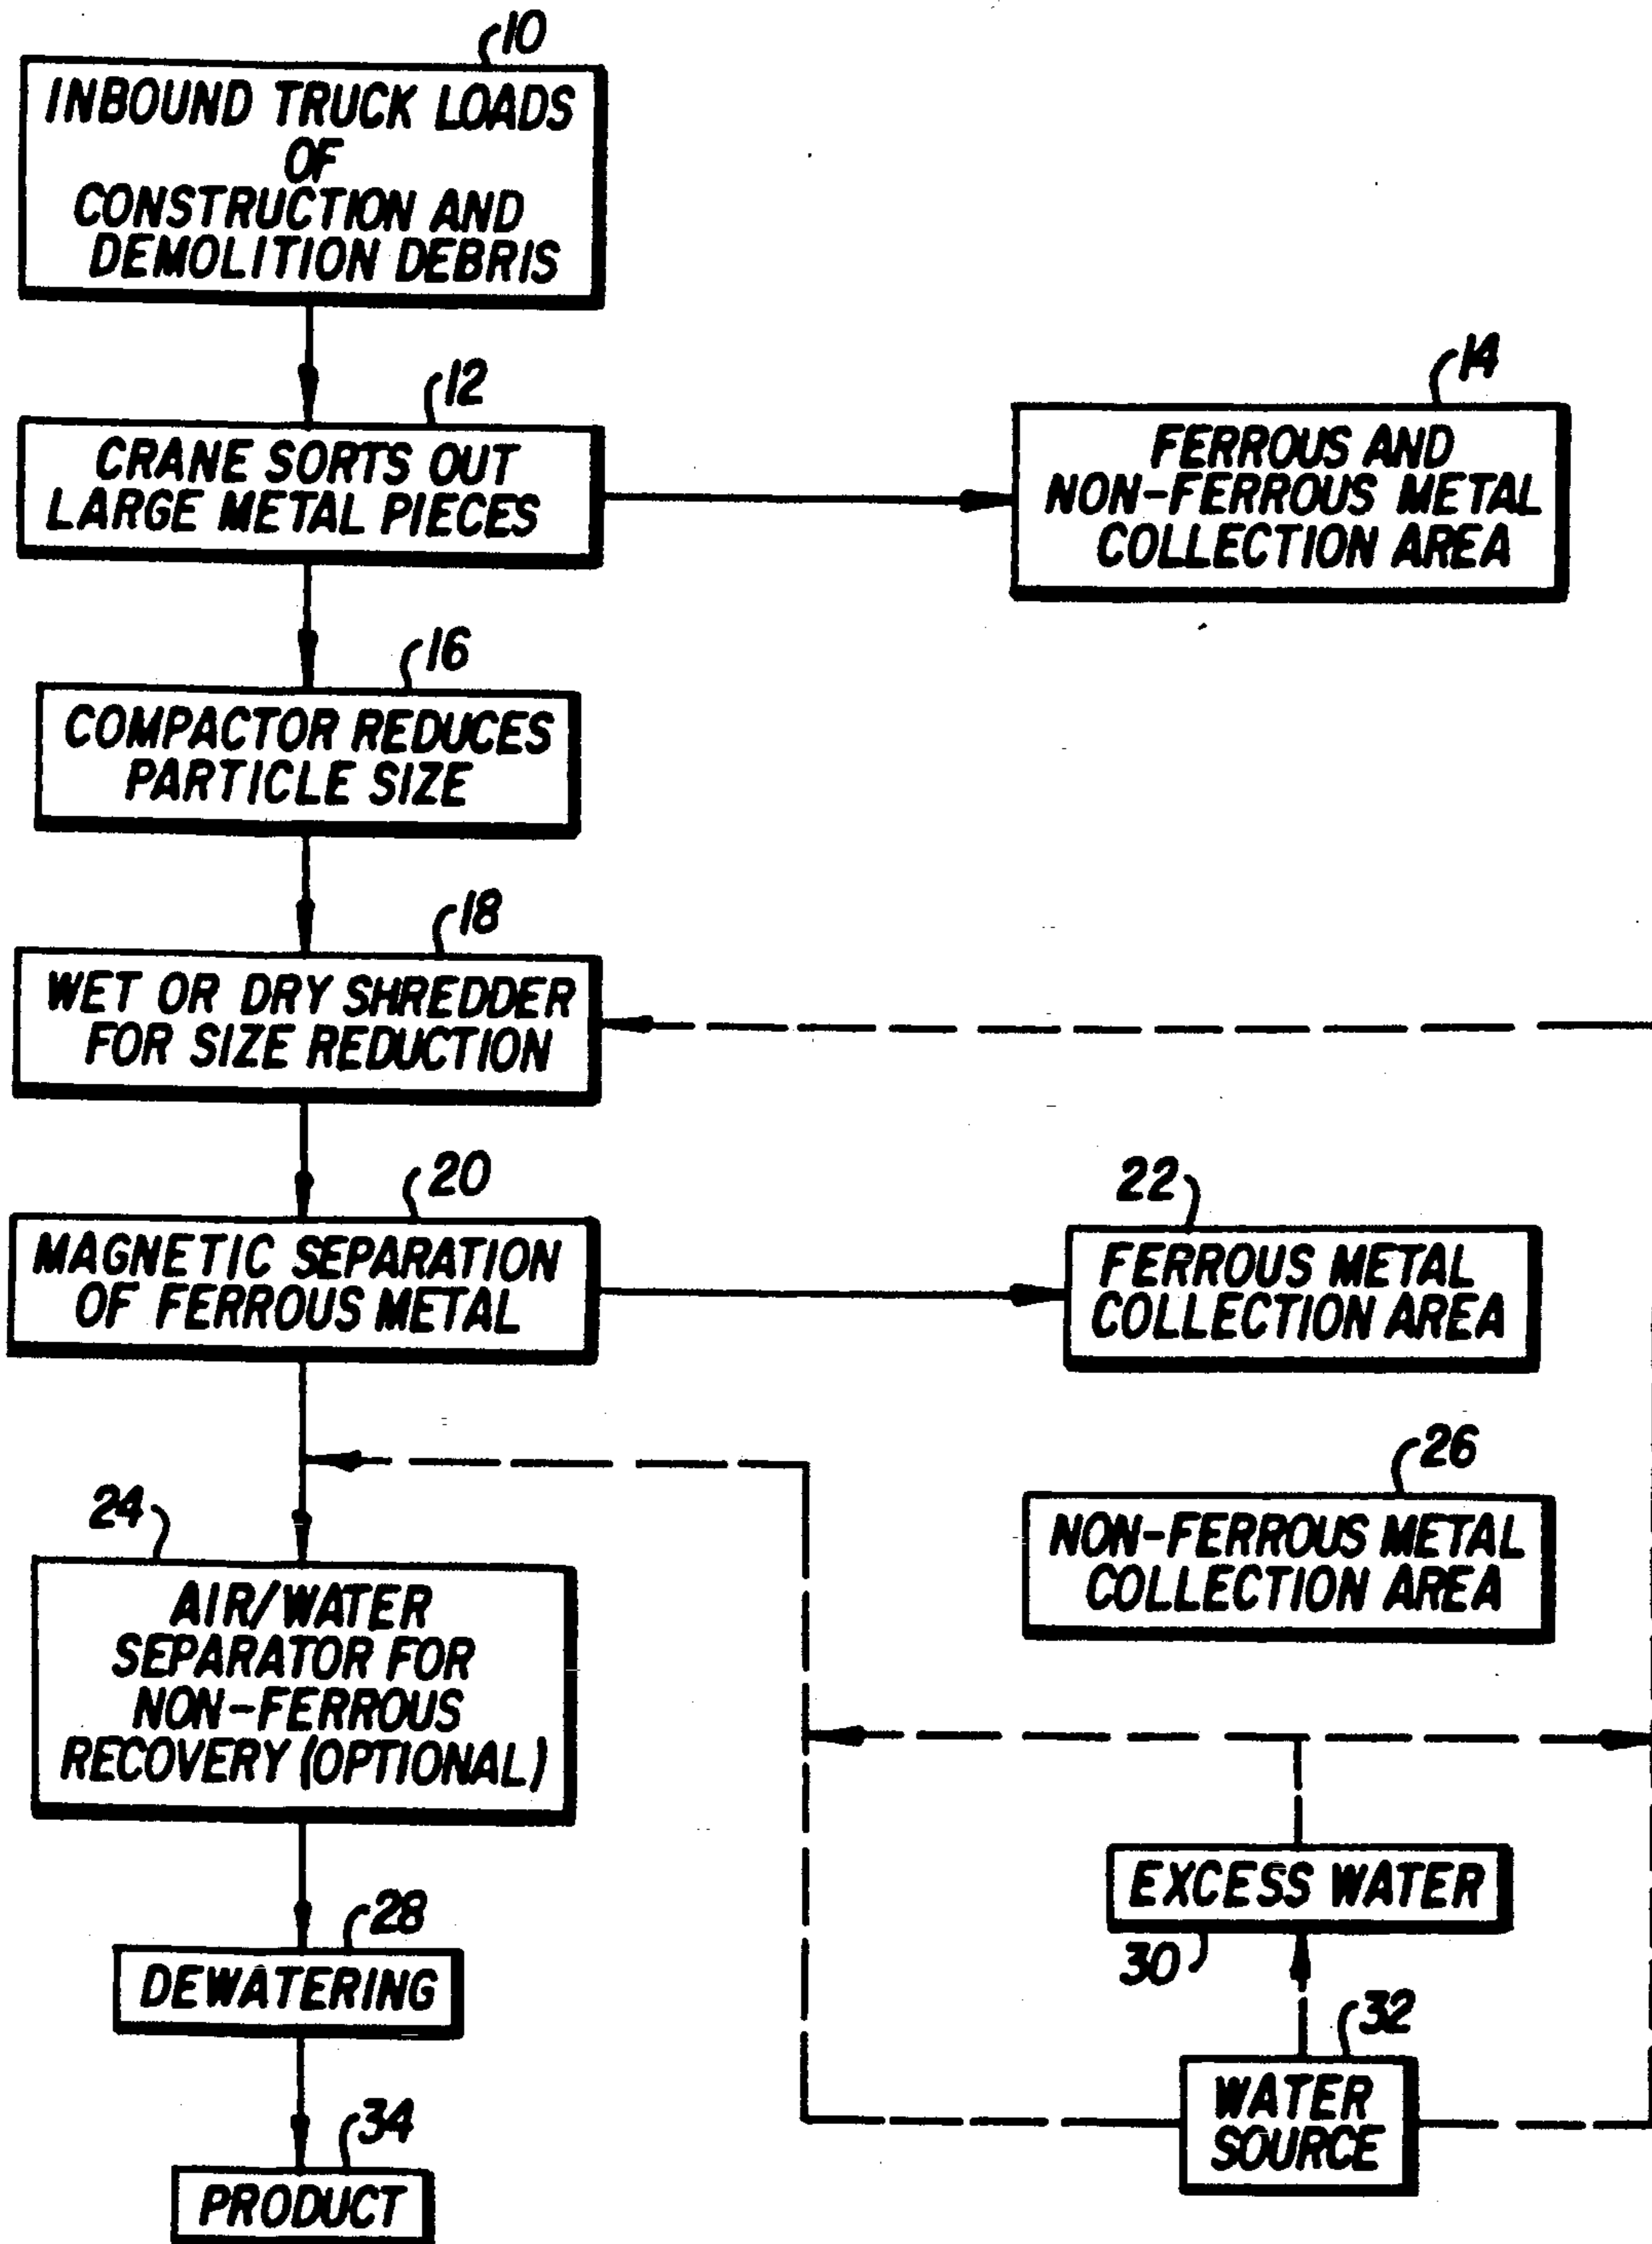 10
INBOUND TRUCK LOADS
OF
CONSTRUCTION AND
DEMOLITION DEBRIS
12
CRANE SORTS OUT
LARGE METAL PIECES
14
FERROUS AND
NON-FERROUS METAL
COLLECTION AREA
16
COMPACTOR REDUCES
PARTICLE SIZE
18
WET OR DRY SHREDDER
FOR SIZE REDUCTION
20
MAGNETIC SEPARATION
OF FERROUS METAL
22
FERROUS METAL
COLLECTION AREA
24
AIR/WATER
SEPARATOR FOR
NON-FERROUS
RECOVERY (OPTIONAL)
26
NON-FERROUS METAL
COLLECTION AREA
28
DEWATERING
EXCESS WATER
30
32
WATER
SOURCE
34
PRODUCT